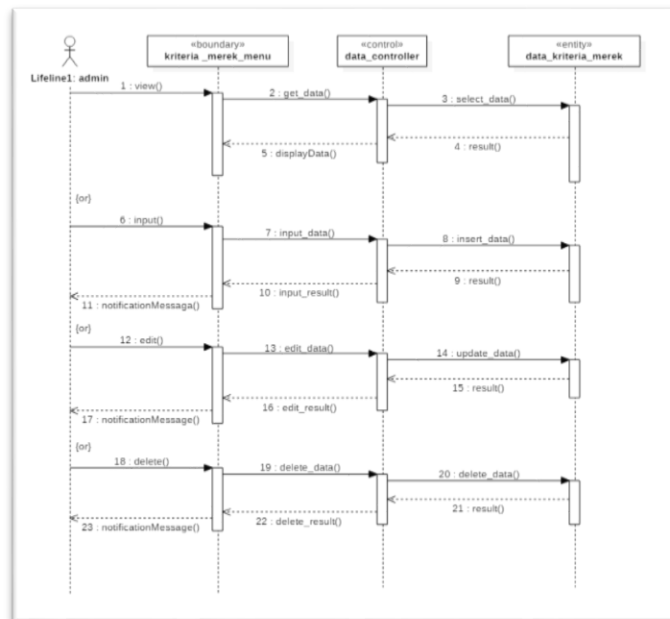 «boundary»
kriteria _merek_menu
«control»
data_controller
«entity»
data_kriteria_merek
Lifeline1: admin
1 : view()
2 : get_data()
3 : select_data()
4 : result()
5 : displayData()
{or}
6 : input()
7 : input_data()
8 : insert_data()
9 : result()
10 : input_result()
11 : notificationMessaga()
{or}
12 : edit()
13 : edit_data()
14 : update_data()
15 : result()
16 : edit_result()
17 : notificationMessage()
{or}
18 : delete()
19 : delete_data()
20 : delete_data()
21 : result()
22 : delete_result()
23 : notificationMessage()